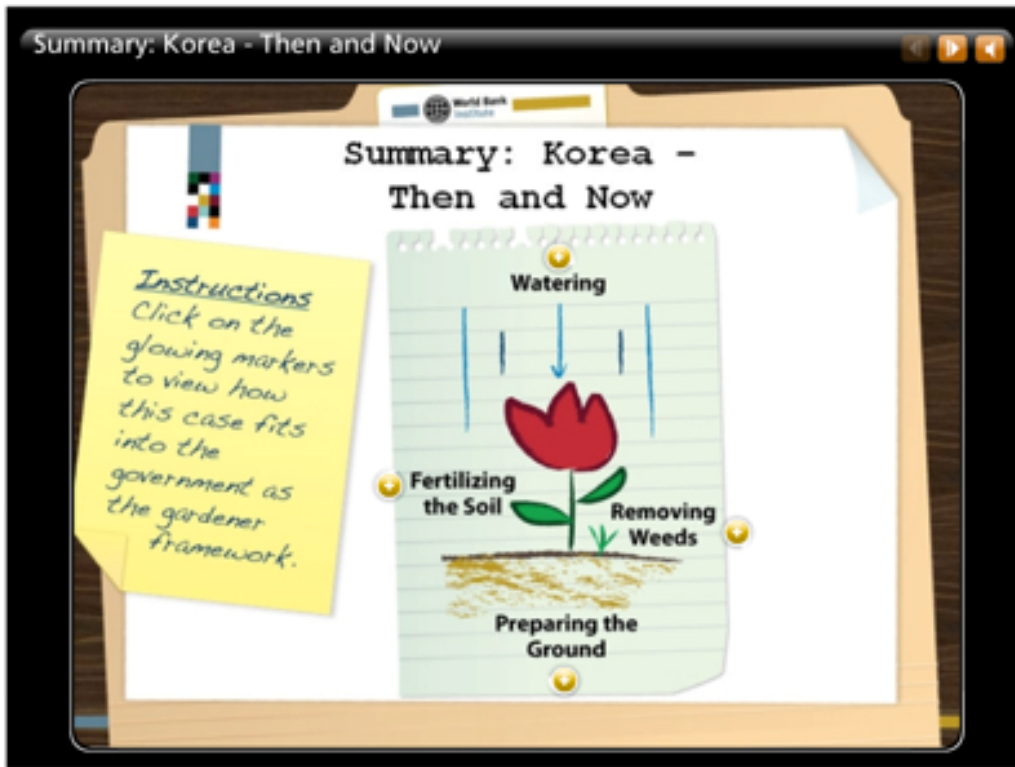 Summary: Korea - Then and Now
World Bank
Institute
Summary: Korea -
Then and Now
Instructions
Click on the
glowing markers
to view how
this case fits
into the
government as
the gardener
framework.
Watering
Fertilizing
the Soil
Removing
Weeds
Preparing the
Ground